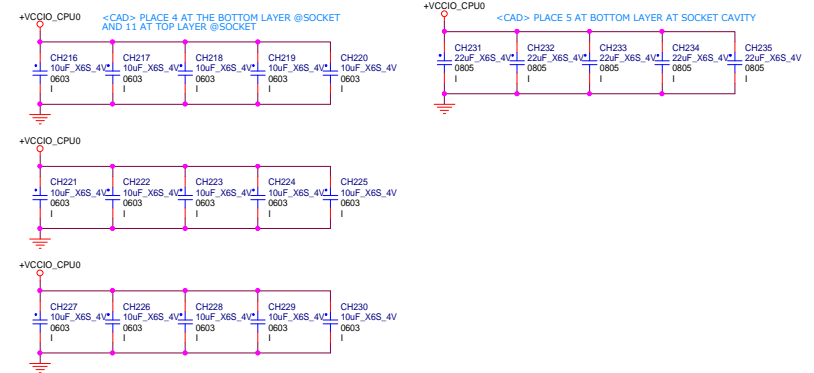 +VCCIO_CPU0
<CAD> PLACE 4 AT THE BOTTOM LAYER @SOCKET
AND 11 AT TOP LAYER @SOCKET
CH216 CH217 CH218 CH219 CH220
10uF_X6S_4V 10uF_X6S_4V 10uF_X6S_4V 10uF_X6S_4V 10uF_X6S_4V
0603 0603 0603 0603 0603
I I I I I
+VCCIO_CPU0
<CAD> PLACE 5 AT BOTTOM LAYER AT SOCKET CAVITY
CH231 CH232 CH233 CH234 CH235
22uF_X6S_4V 22uF_X6S_4V 22uF_X6S_4V 22uF_X6S_4V 22uF_X6S_4V
0805 0805 0805 0805 0805
I I I I I
+VCCIO_CPU0
CH221 CH222 CH223 CH224 CH225
10uF_X6S_4V 10uF_X6S_4V 10uF_X6S_4V 10uF_X6S_4V 10uF_X6S_4V
0603 0603 0603 0603 0603
I I I I I
+VCCIO_CPU0
CH227 CH226 CH228 CH229 CH230
10uF_X6S_4V 10uF_X6S_4V 10uF_X6S_4V 10uF_X6S_4V 10uF_X6S_4V
0603 0603 0603 0603 0603
I I I I I